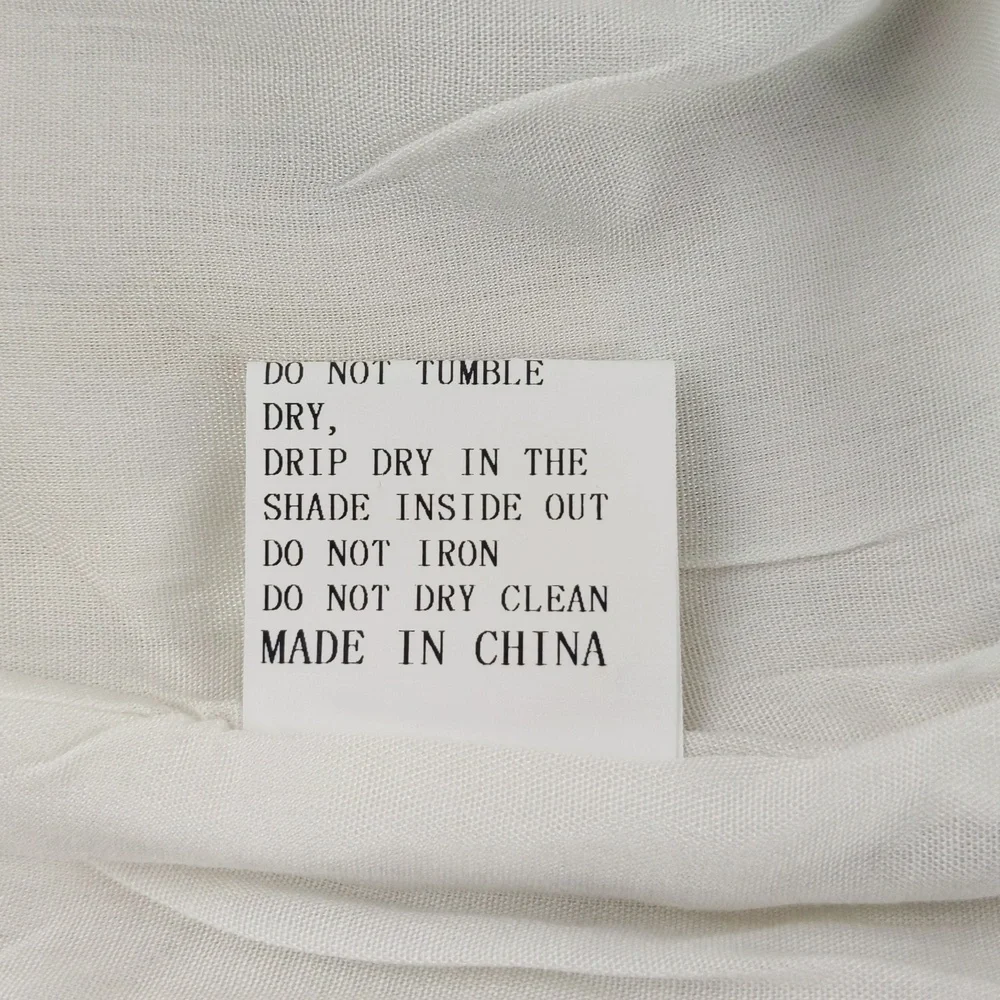 DO NOT TUMBLE
DRY,
DRIP DRY IN THE
SHADE INSIDE OUT
DO NOT IRON
DO NOT DRY CLEAN
MADE IN CHINA